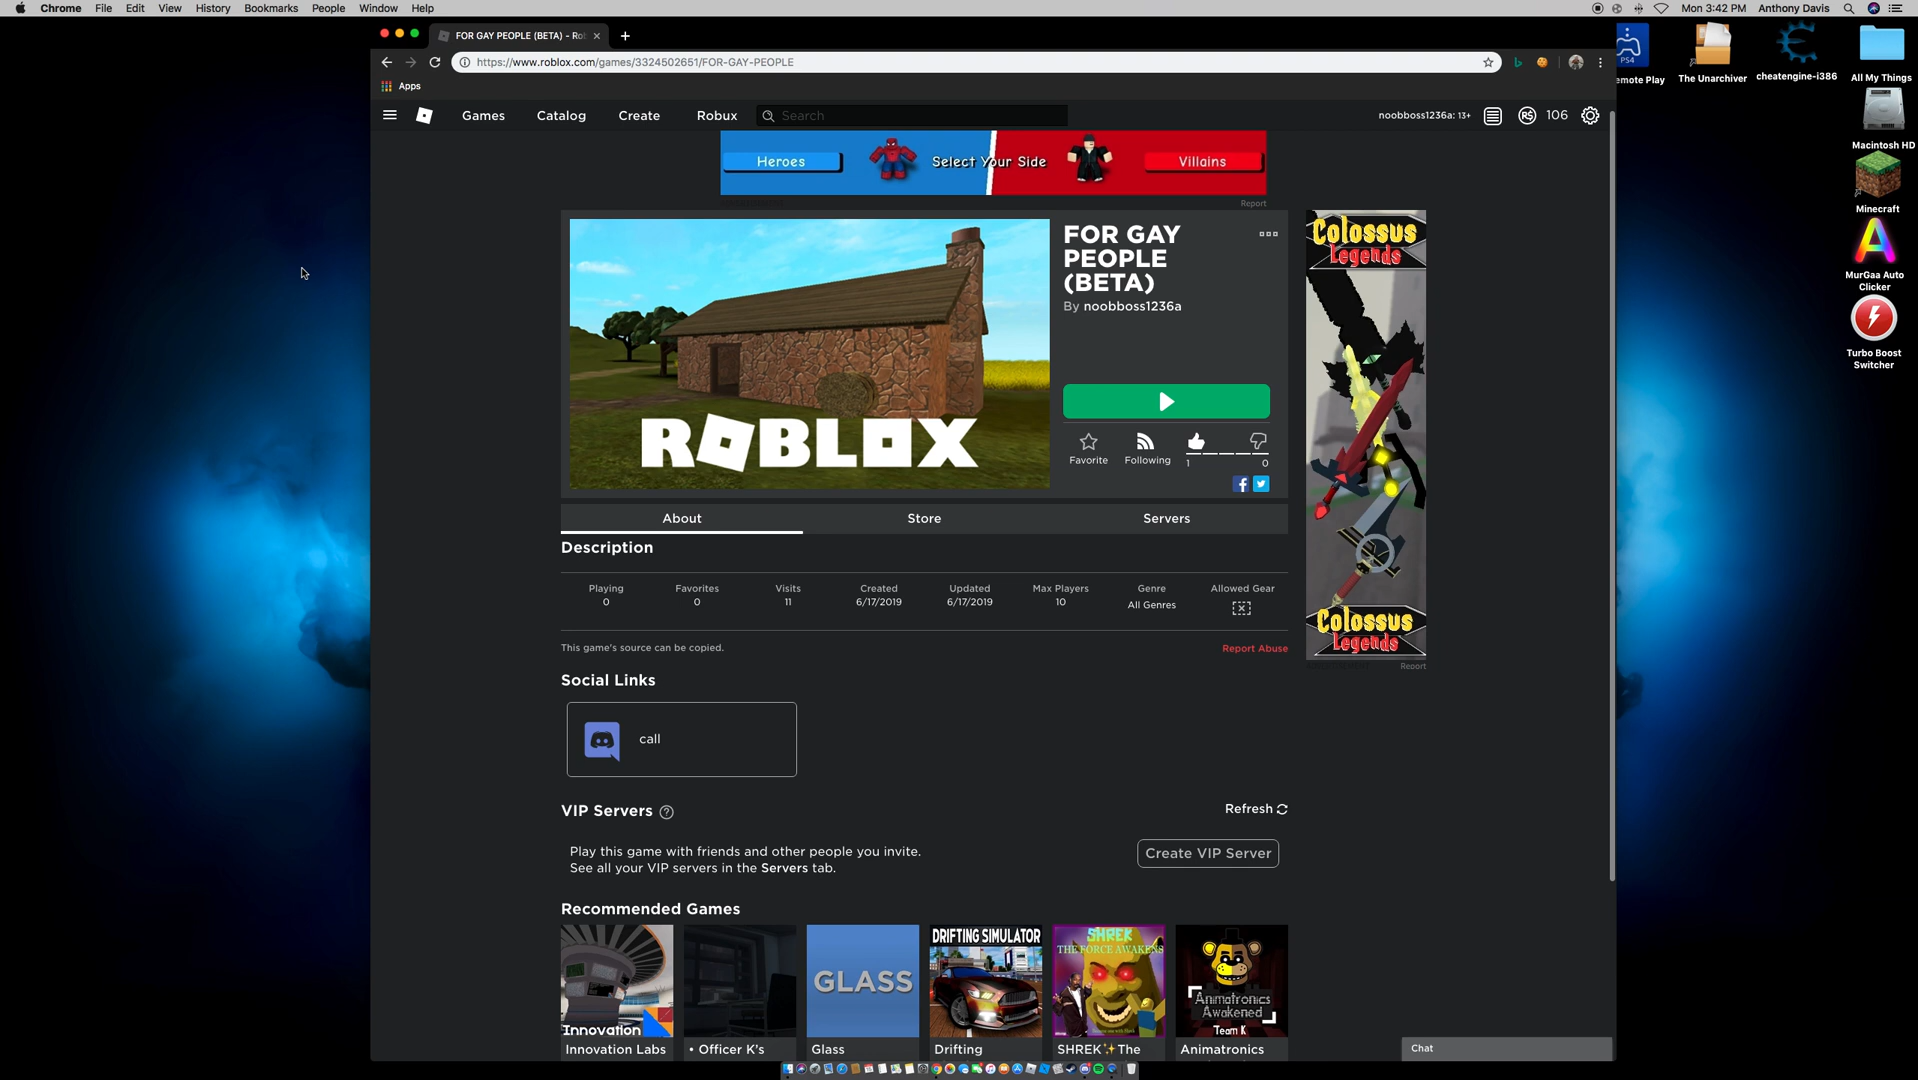 Chrome File Edit View History Bookmarks People Window Help
Mon 3:42 PM Anthony Davis
FOR GAY PEOPLE (BETA) - Ro
https://www.roblox.com/games/3324502651/FOR-GAY-PEOPLE
Apps
Games Catalog Create Robux Search noobboss1236a: 13+ 106
Heroes Select Your Side Villains
Report
FOR GAY
PEOPLE
(BETA)
By noobboss1236a
ROBLOX
Favorite Following 1 0
About Store Servers
Description
Playing Favorites Visits Created Updated Max Players Genre Allowed Gear
0 0 11 6/17/2019 6/17/2019 10 All Genres
This game's source can be copied. Report Abuse
Social Links
call
VIP Servers Refresh
Play this game with friends and other people you invite.
See all your VIP servers in the Servers tab.
Create VIP Server
Recommended Games
Innovation
GLASS
DRIFTING SIMULATOR
SHREK
THE FORCE AWAKENS
Animatronics
Awakened
Team K
Innovation Labs • Officer K's Glass Drifting SHREK✨The Animatronics
Colossus
Legends
Colossus
Legends
Report
Chat
PS4
emote Play
The Unarchiver
cheatengine-i386
All My Things
Macintosh HD
Minecraft
MurGaa Auto
Clicker
Turbo Boost
Switcher